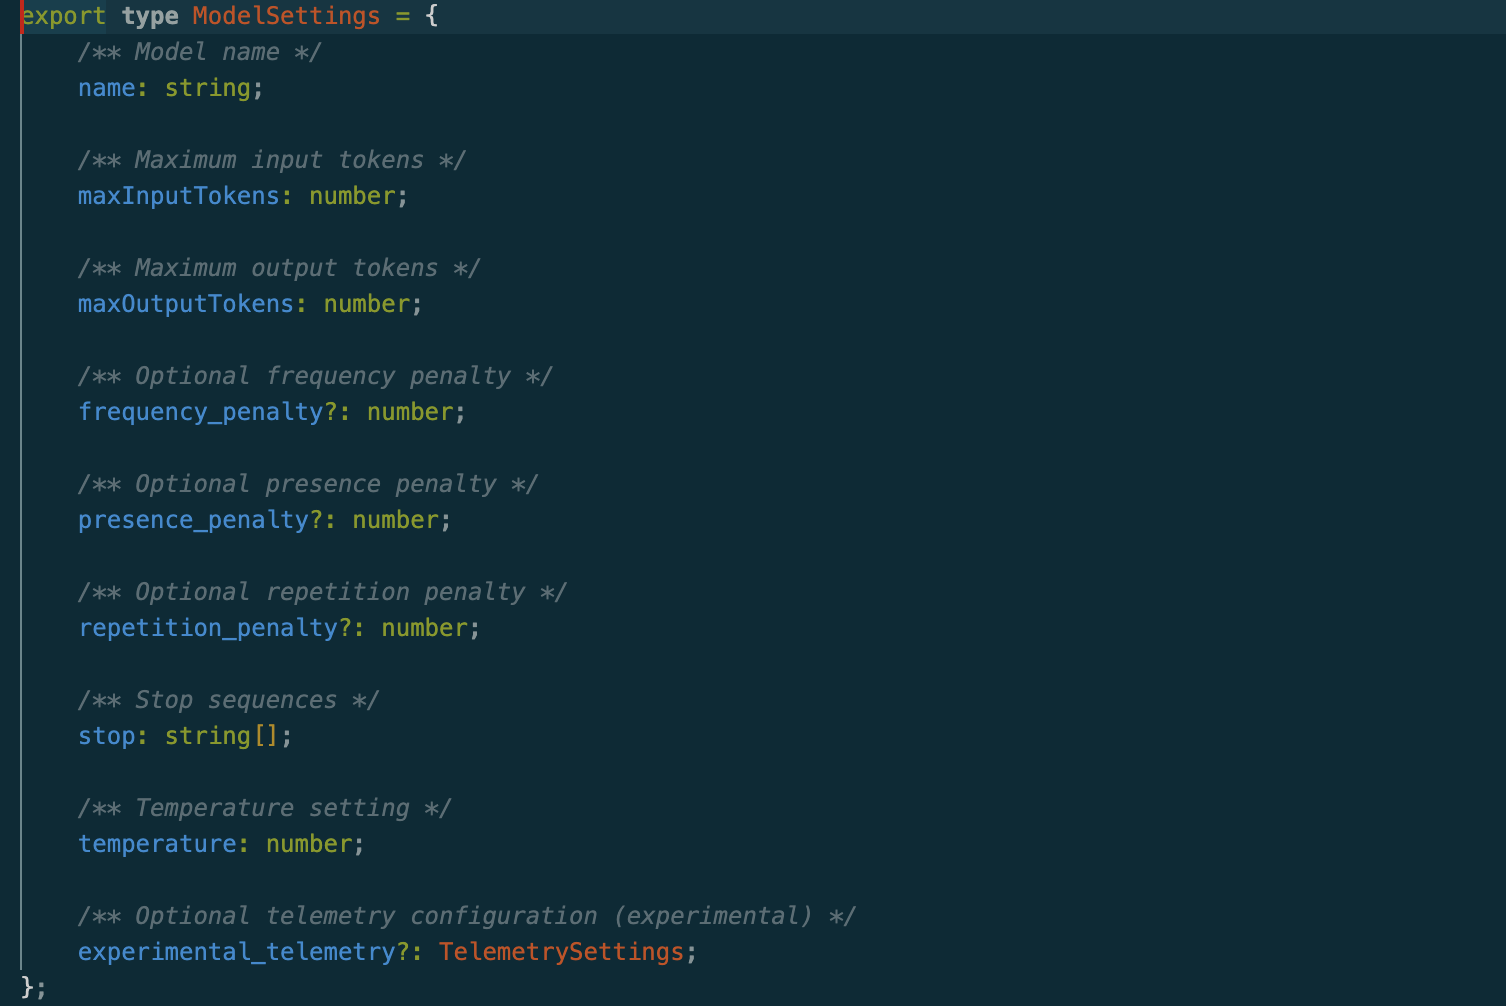 export type ModelSettings = {
    /** Model name */
    name: string;

    /** Maximum input tokens */
    maxInputTokens: number;

    /** Maximum output tokens */
    maxOutputTokens: number;

    /** Optional frequency penalty */
    frequency_penalty?: number;

    /** Optional presence penalty */
    presence_penalty?: number;

    /** Optional repetition penalty */
    repetition_penalty?: number;

    /** Stop sequences */
    stop: string[];

    /** Temperature setting */
    temperature: number;

    /** Optional telemetry configuration (experimental) */
    experimental_telemetry?: TelemetrySettings;
};